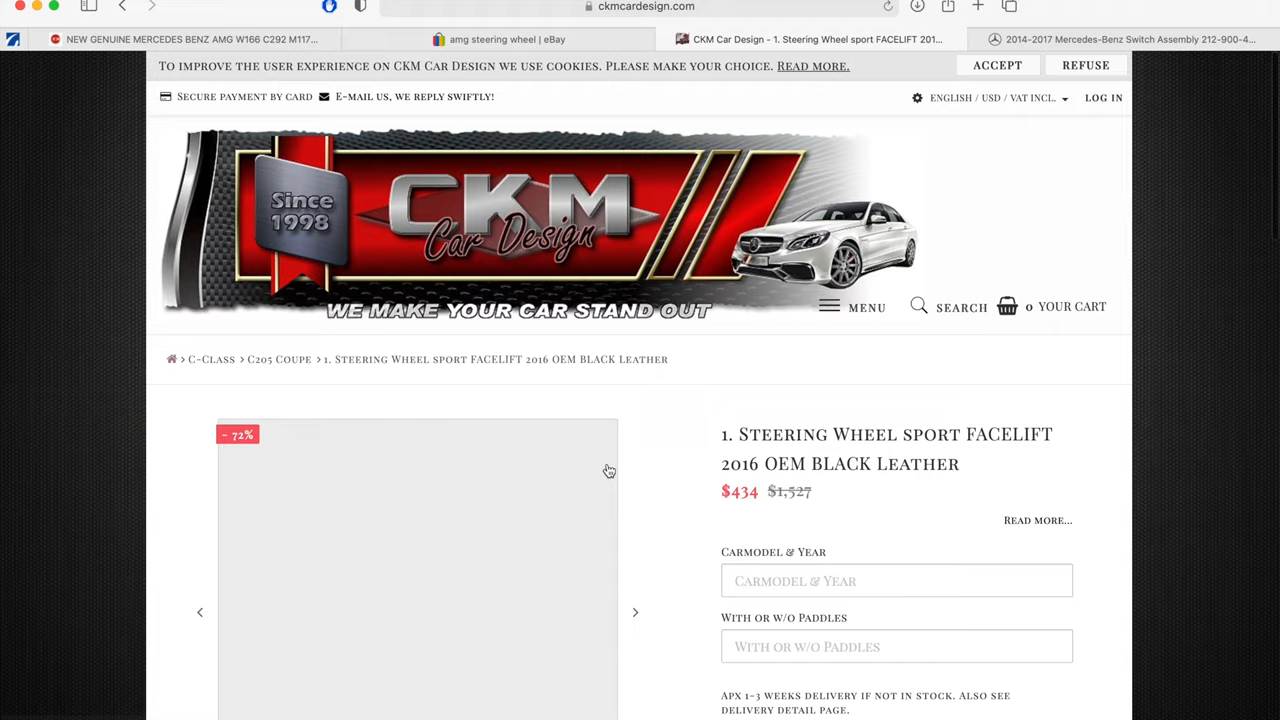 ckmcardesign.com
NEW GENUINE MERCEDES BENZ AMG W166 C292 M117...
amg steering wheel | eBay
CKM Car Design - 1. Steering Wheel sport FACELIFT 201...
2014-2017 Mercedes-Benz Switch Assembly 212-900-4...
To improve the user experience on CKM Car Design we use cookies. Please make your choice. Read more.
ACCEPT
REFUSE
Secure payment by card
E-mail us, we reply swiftly!
ENGLISH / USD / VAT INCL.
LOG IN
Since
1998
CKM
Car Design
WE MAKE YOUR CAR STAND OUT
MENU
SEARCH
0 YOUR CART
C-Class > C205 Coupe > 1. Steering Wheel sport FACELIFT 2016 OEM BLACK Leather
- 72%
1. Steering Wheel sport FACELIFT
2016 OEM BLACK Leather
$434 $1,527
Read more...
Carmodel & Year
Carmodel & Year
With or w/o Paddles
With or w/o Paddles
Apx 1-3 weeks delivery if not in stock. Also see
delivery detail page.